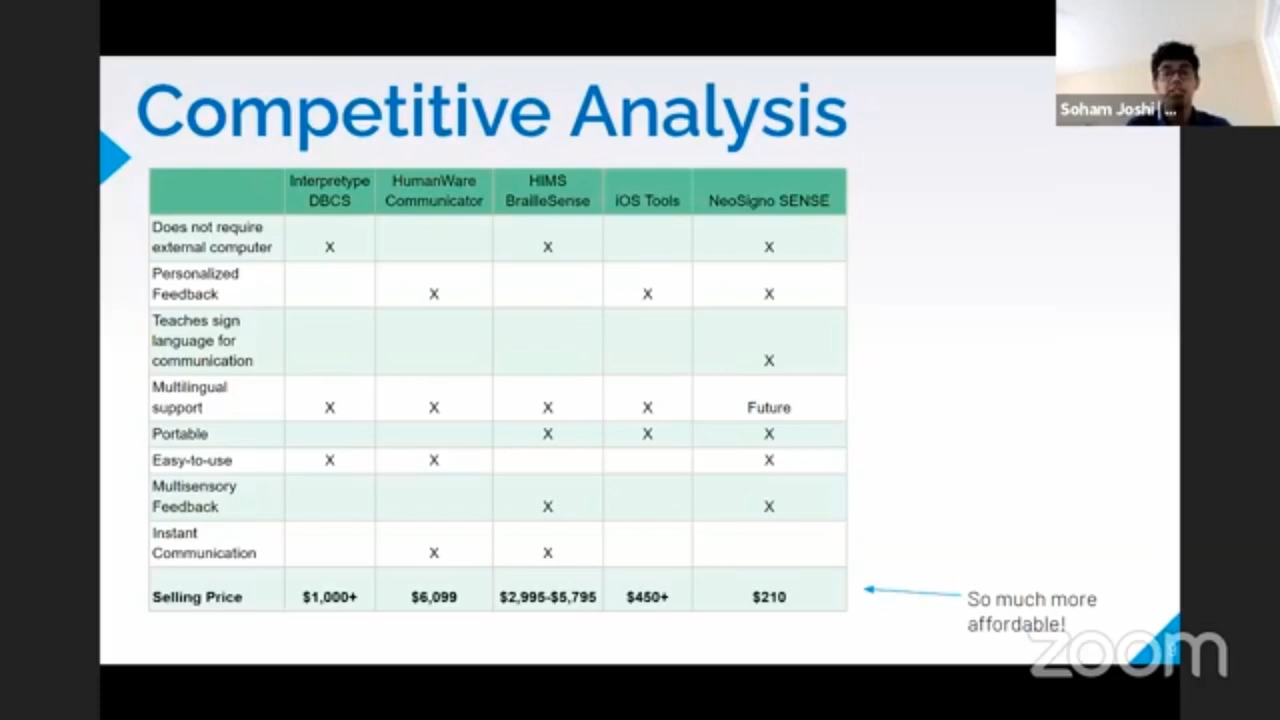 Competitive Analysis
Soham Joshi | ...
Interpretype HumanWare HIMS
DBCS Communicator BrailleSense iOS Tools NeoSigno SENSE
Does not require
external computer X X X
Personalized
Feedback X X X
Teaches sign
language for
communication X
Multilingual
support X X X X Future
Portable X X X
Easy-to-use X X X
Multisensory
Feedback X X
Instant
Communication X X
Selling Price $1,000+ $6,099 $2,995-$5,795 $450+ $210
So much more
affordable!
zoom